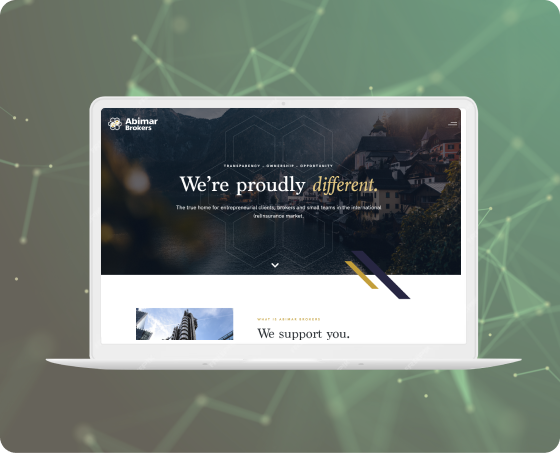 Abimar
Brokers
TRANSPARENCY – OWNERSHIP – OPPORTUNITY
We're proudly different.
The true home for entrepreneurial clients, brokers and small teams in the international
(re)insurance market.
WHAT IS ABIMAR BROKERS
We support you.